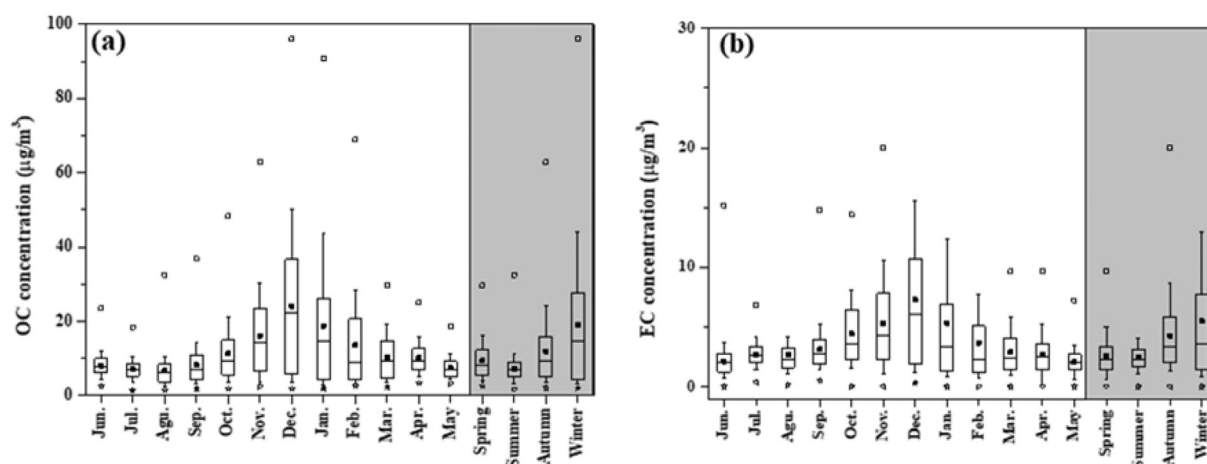 (a)
OC concentration (μg/m³)
100
80
60
40
20
0
Jun.
Jul.
Agu.
Sep.
Oct.
Nov.
Dec.
Jan.
Feb.
Mar.
Apr.
May
Spring
Summer
Autumn
Winter
(b)
EC concentration (μg/m³)
30
20
10
0
Jun.
Jul.
Agu.
Sep.
Oct.
Nov.
Dec.
Jan.
Feb.
Mar.
Apr.
May
Spring
Summer
Autumn
Winter